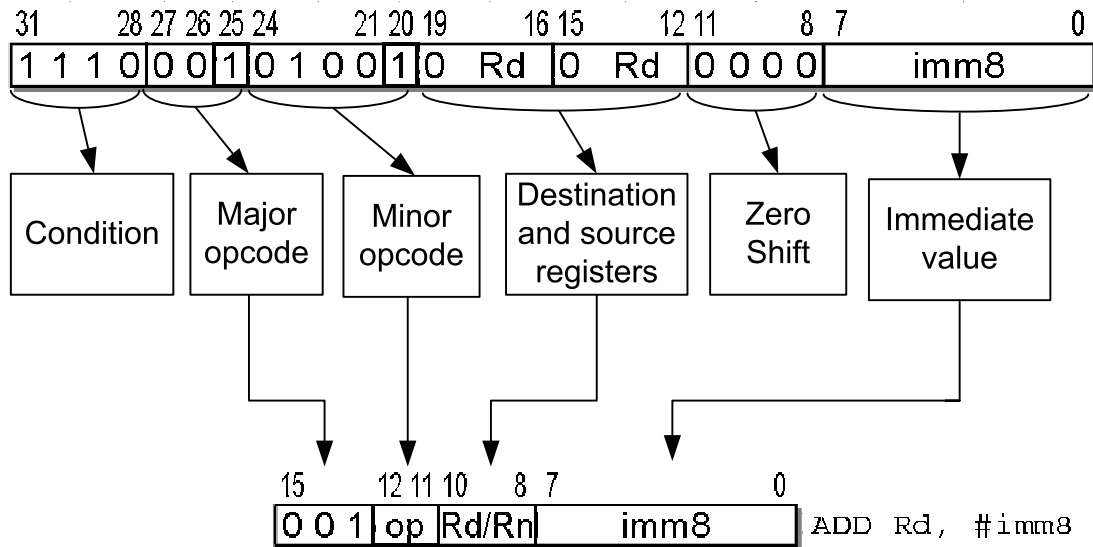 31 28 27 26 25 24 21 20 19 16 15 12 11 8 7 0
1 1 1 0 0 0 1 0 1 0 0 1 0 Rd 0 Rd 0 0 0 0 imm8
Condition
Major
opcode
Minor
opcode
Destination
and source
registers
Zero
Shift
Immediate
value
15 12 11 10 8 7 0
0 0 1 op Rd/Rn imm8 ADD Rd, #imm8